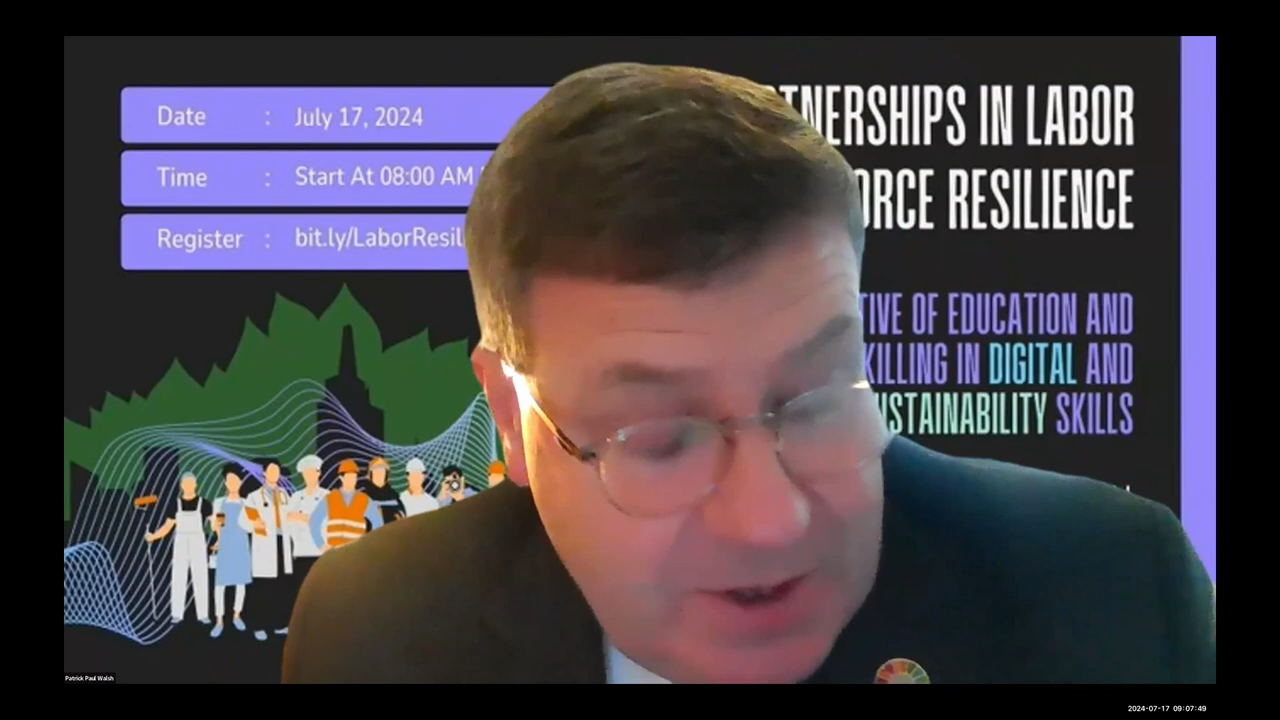 Date : July 17, 2024
Time : Start At 08:00 AM
Register : bit.ly/LaborResil
TNERSHIPS IN LABOR
ORCE RESILIENCE
TIVE OF EDUCATION AND
KILLING IN DIGITAL AND
USTAINABILITY SKILLS
Patrick Paul Walsh
2024-07-17 09:07:49